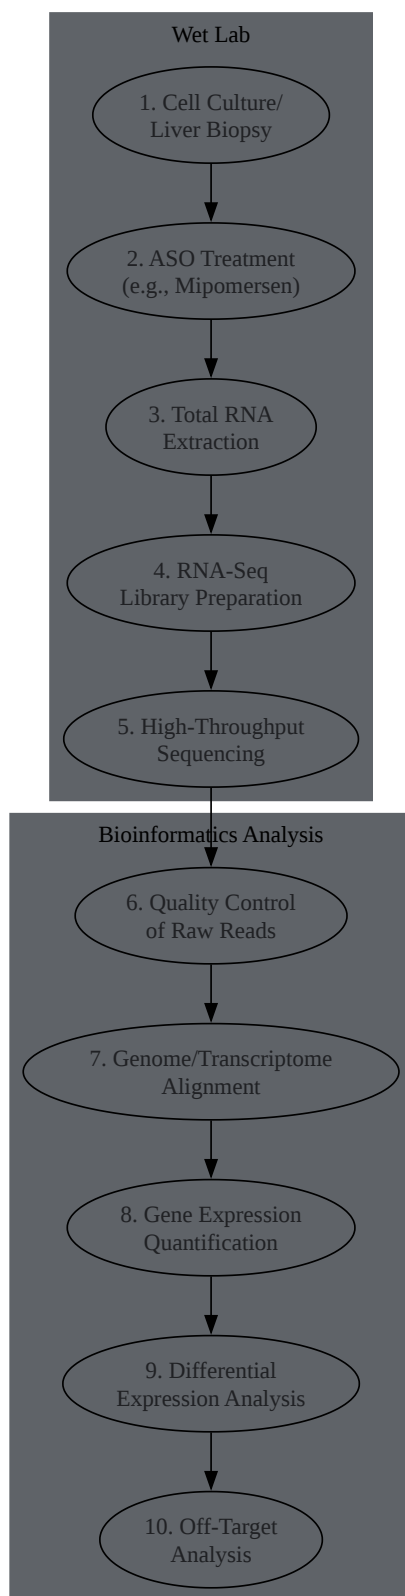 Wet Lab
1. Cell Culture/
Liver Biopsy
2. ASO Treatment
(e.g., Mipomersen)
3. Total RNA
Extraction
4. RNA-Seq
Library Preparation
5. High-Throughput
Sequencing
Bioinformatics Analysis
6. Quality Control
of Raw Reads
7. Genome/Transcriptome
Alignment
8. Gene Expression
Quantification
9. Differential
Expression Analysis
10. Off-Target
Analysis